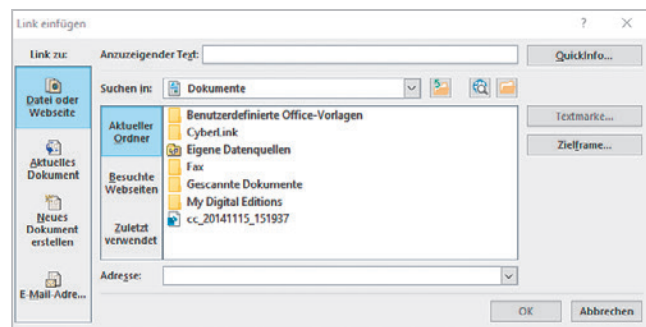 Link einfügen
?
Link zu:
Anzuzeigender Text:
QuickInfo...
Datei oder
Webseite
Aktuelles
Dokument
Neues
Dokument
erstellen
E-Mail-Adre...
Suchen in:
Dokumente
Aktueller
Ordner
Besuchte
Webseiten
Zuletzt
verwendet
Benutzerdefinierte Office-Vorlagen
CyberLink
Eigene Datenquellen
Fax
Gescannte Dokumente
My Digital Editions
cc_20141115_151937
Textmarke...
Zielframe...
Adresse:
OK
Abbrechen